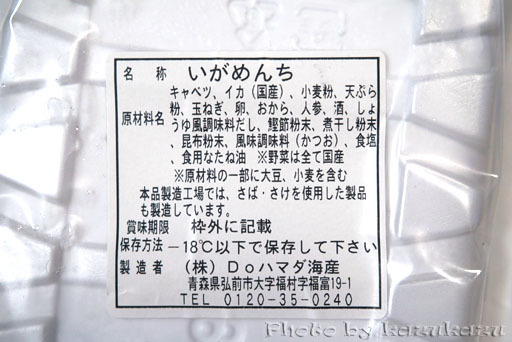 名 称 いがめんち
キャベツ、イカ（国産）、小麦粉、天ぷら
粉、玉ねぎ、卵、おから、人参、酒、しょ
原材料名 うゆ風調味料だし、鰹節粉末、煮干し粉末
、昆布粉末、風味調味料（かつお）、食塩
、食用なたね油 ※野菜は全て国産
※原材料の一部に大豆、小麦を含む
本品製造工場では、さば・さけを使用した製品
も製造しています。
賞味期限 枠外に記載
保存方法 －18℃以下で保存して下さい
製造者 （株）Ｄｏハマダ海産
青森県弘前市大字福村字福富19-1
ＴＥＬ 0120-35-0240
Photo by kazukazu